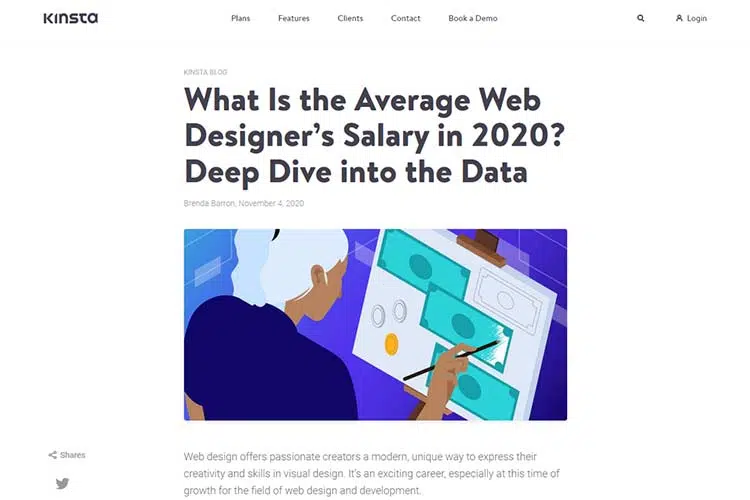 KINSTA
Plans Features Clients Contact Book a Demo Login
KINSTA BLOG
What Is the Average Web
Designer's Salary in 2020?
Deep Dive into the Data
Brenda Barron, November 4, 2020
Shares
Web design offers passionate creators a modern, unique way to express their
creativity and skills in visual design. It's an exciting career, especially at this time of
growth for the field of web design and development.